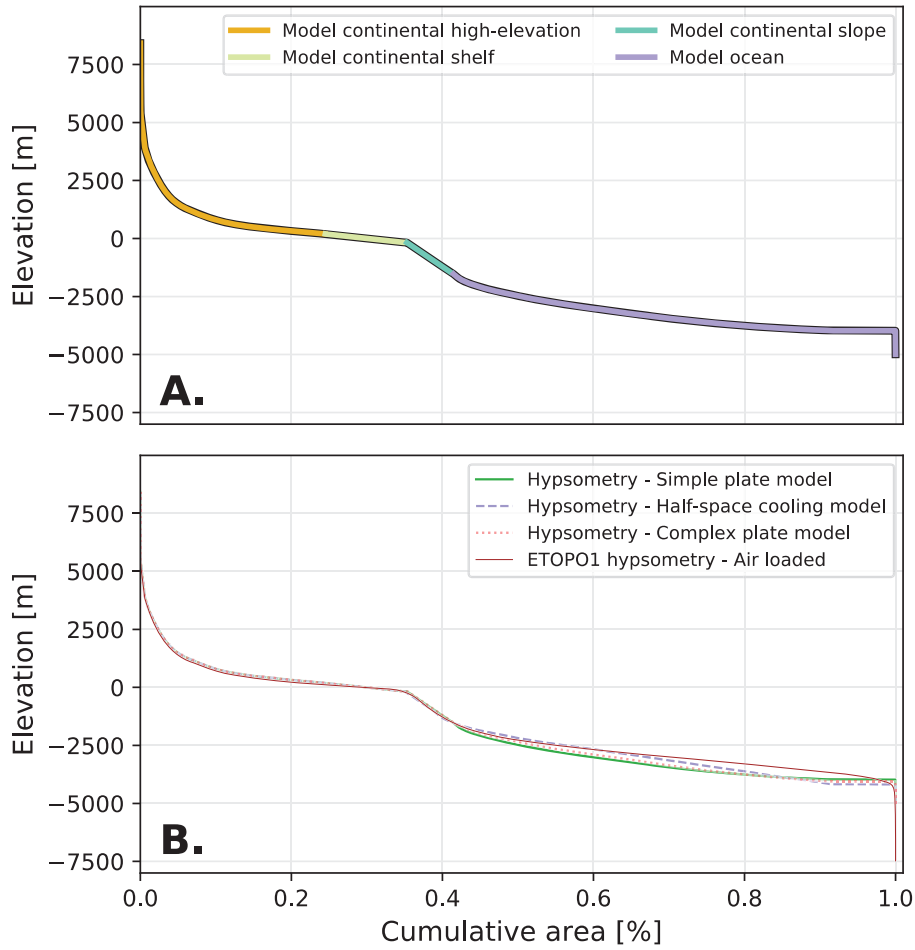 Model continental high-elevation
Model continental slope
Model continental shelf
Model ocean
7500
5000
2500
0
−2500
−5000
−7500
Elevation [m]
A.
Hypsometry - Simple plate model
Hypsometry - Half-space cooling model
Hypsometry - Complex plate model
ETOPO1 hypsometry - Air loaded
7500
5000
2500
0
−2500
−5000
−7500
Elevation [m]
B.
0.0 0.2 0.4 0.6 0.8 1.0
Cumulative area [%]